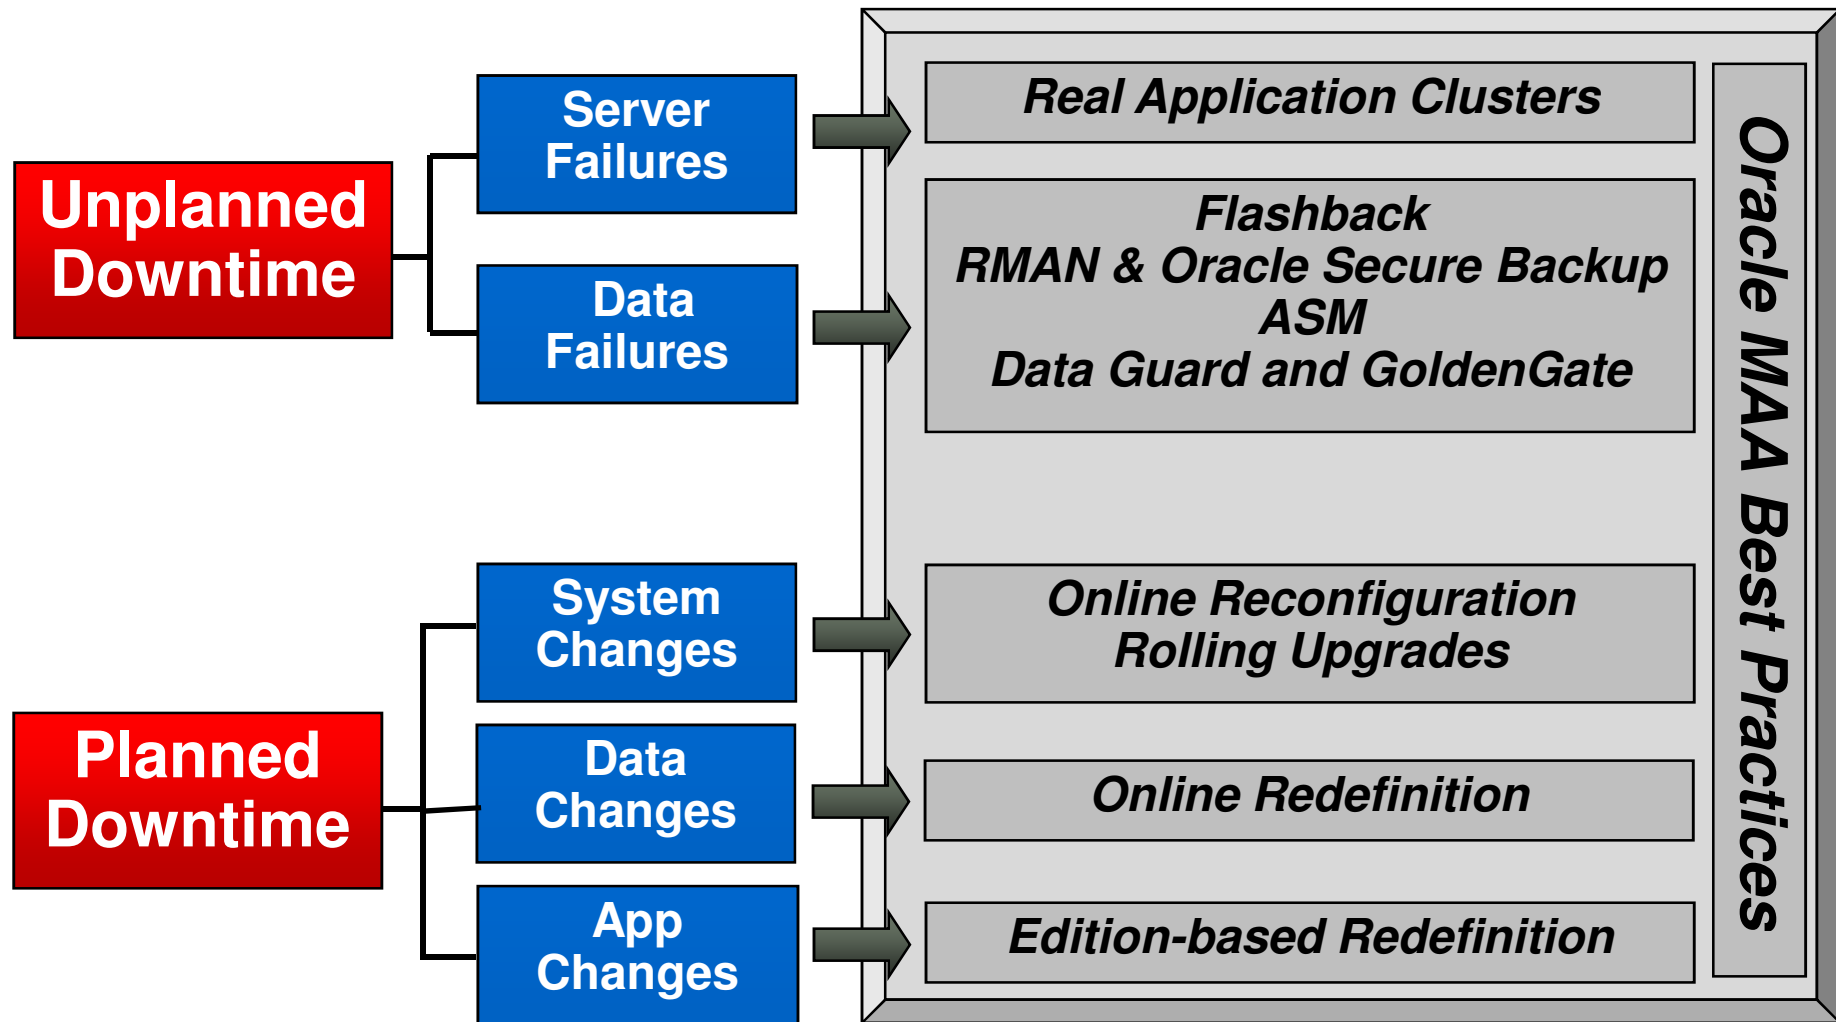 Unplanned
Downtime
Server
Failures
Data
Failures
Real Application Clusters
Flashback
RMAN & Oracle Secure Backup
ASM
Data Guard and GoldenGate
Planned
Downtime
System
Changes
Data
Changes
App
Changes
Online Reconfiguration
Rolling Upgrades
Online Redefinition
Edition-based Redefinition
Oracle MAA Best Practices